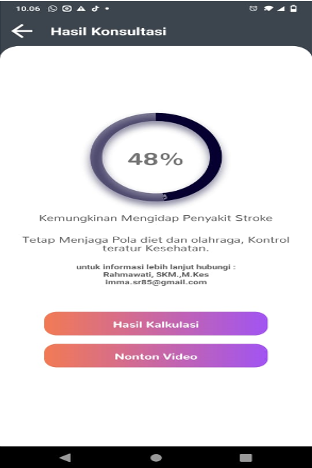 10.06
Hasil Konsultasi
48%
Kemungkinan Mengidap Penyakit Stroke
Tetap Menjaga Pola diet dan olahraga, Kontrol
teratur Kesehatan.
untuk informasi lebih lanjut hubungi :
Rahmawati, SKM.,M.Kes
imma.sr85@gmail.com
Hasil Kalkulasi
Nonton Video